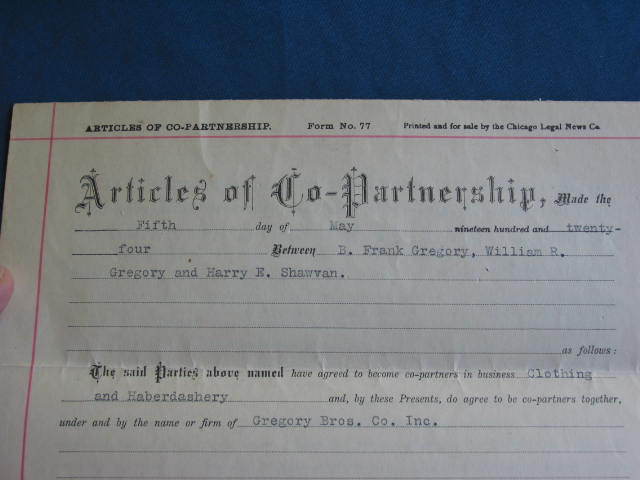 ARTICLES OF CO-PARTNERSHIP. Form No. 77 Printed and for sale by the Chicago Legal News Co.
Articles of Co-Partnership, Made the
Fifth day of May nineteen hundred and twenty-
four Between B. Frank Gregory, William R.
Gregory and Harry E. Shawvan.
as follows:
The said Parties above named have agreed to become co-partners in business Clothing
and Haberdashery and, by these Presents, do agree to be co-partners together,
under and by the name or firm of Gregory Bros. Co. Inc.